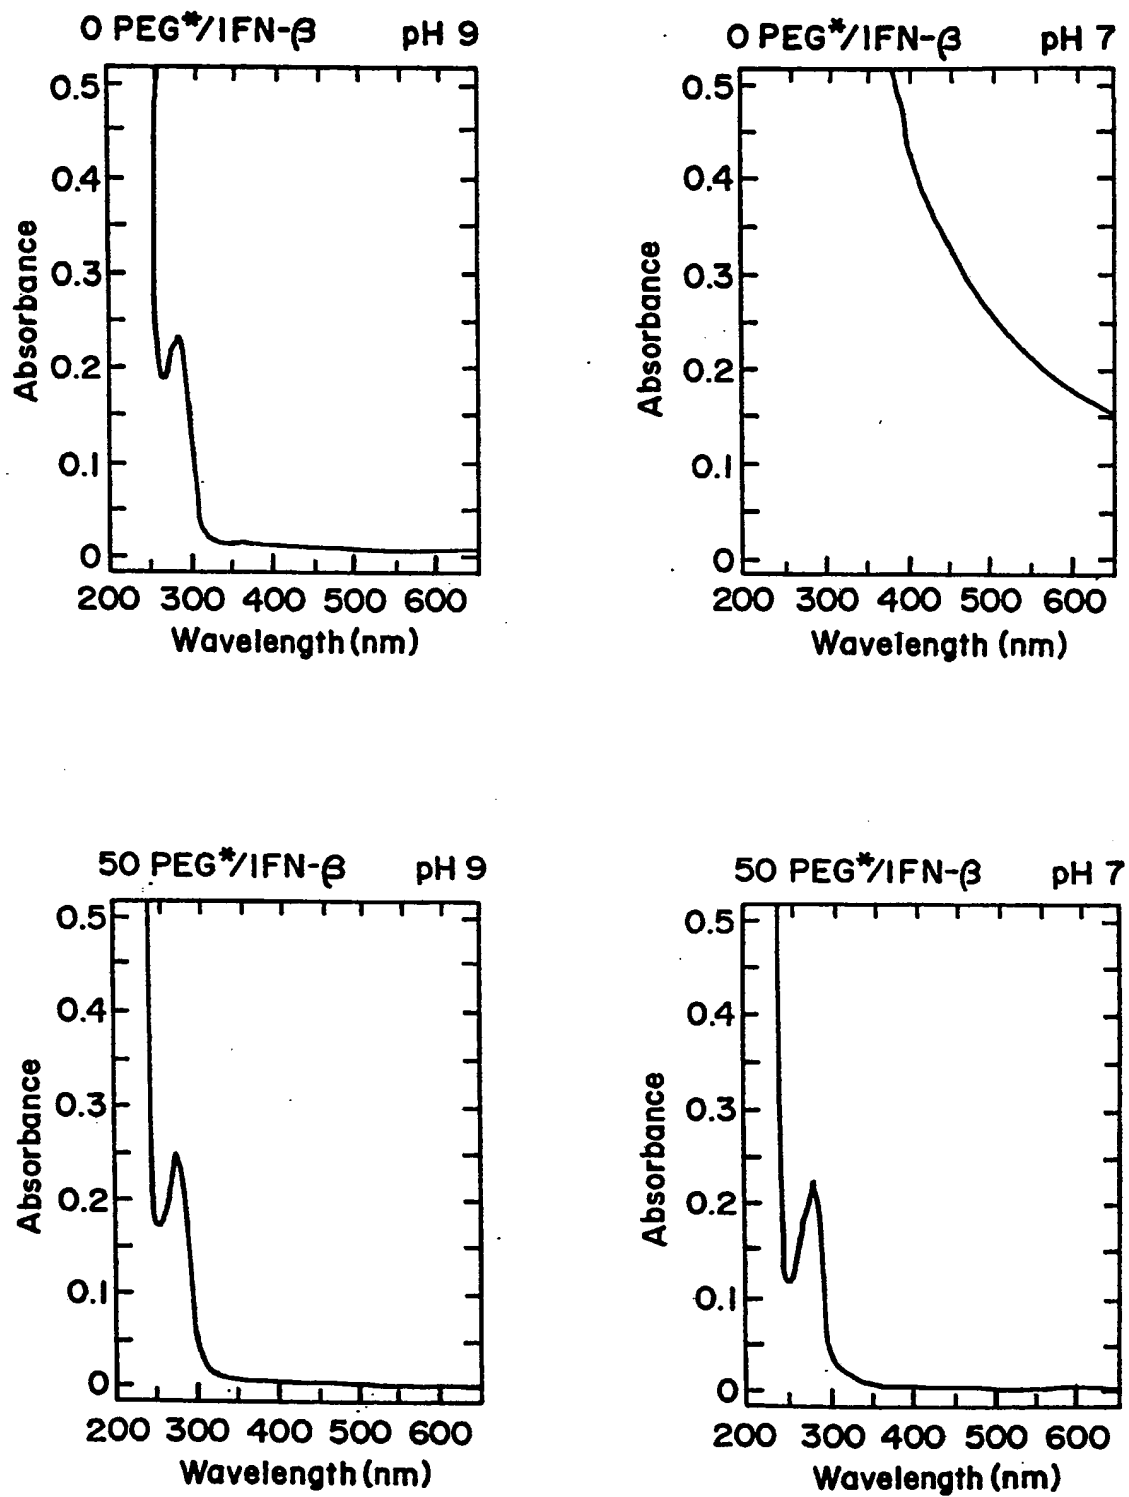 0 PEG*/IFN-β pH 9
0.5
0.4
0.3
0.2
0.1
0
Absorbance
200 300 400 500 600
Wavelength (nm)
0 PEG*/IFN-β pH 7
0.5
0.4
0.3
0.2
0.1
0
Absorbance
200 300 400 500 600
Wavelength (nm)
50 PEG*/IFN-β pH 9
0.5
0.4
0.3
0.2
0.1
0
Absorbance
200 300 400 500 600
Wavelength (nm)
50 PEG*/IFN-β pH 7
0.5
0.4
0.3
0.2
0.1
0
Absorbance
200 300 400 500 600
Wavelength (nm)